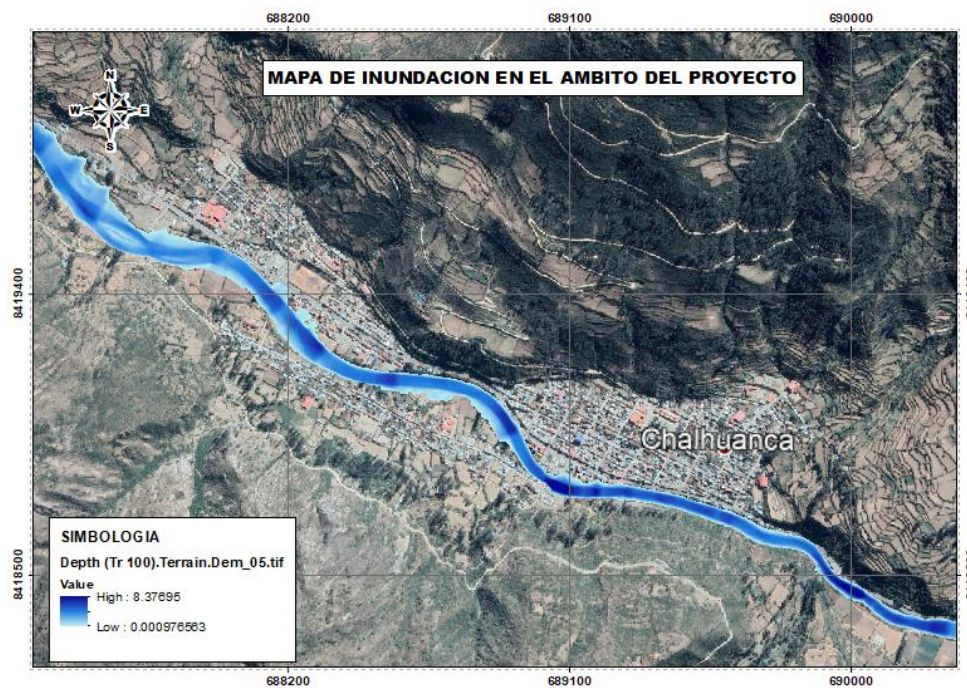 688200
689100
690000
MAPA DE INUNDACION EN EL AMBITO DEL PROYECTO
N
W
E
S
8419400
Chalhuanca
8418500
SIMBOLOGIA
Depth (Tr 100).Terrain.Dem_05.tif
Value
High : 8.37695
Low : 0.000976563
688200
689100
690000